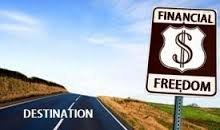 FINANCIAL
$
FREEDOM
DESTINATION